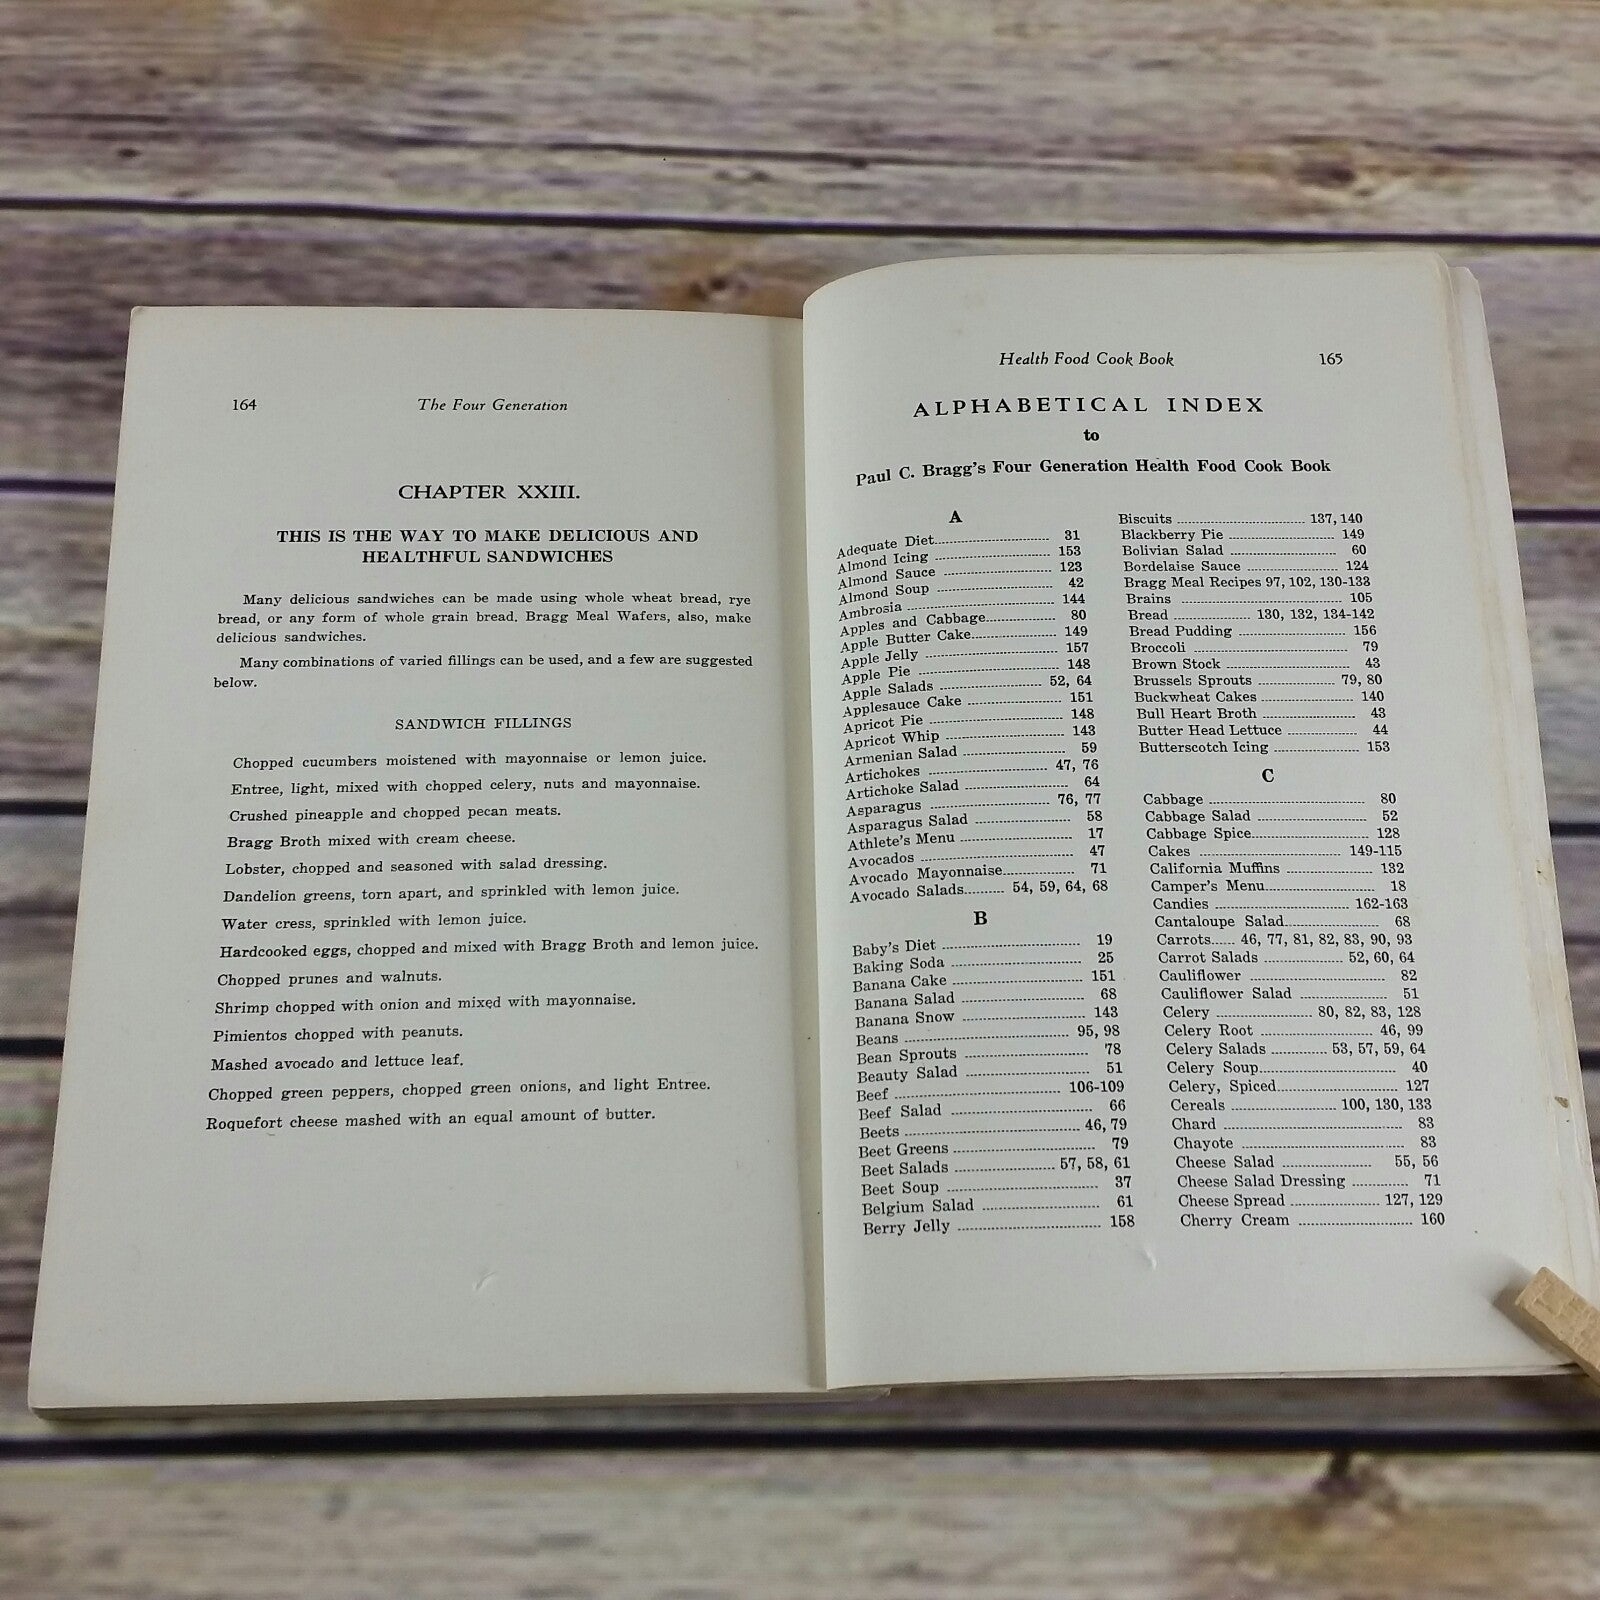 164
The Four Generation
CHAPTER XXIII.
THIS IS THE WAY TO MAKE DELICIOUS AND
HEALTHFUL SANDWICHES
Many delicious sandwiches can be made using whole wheat bread, rye
bread, or any form of whole grain bread. Bragg Meal Wafers, also, make
delicious sandwiches.
Many combinations of varied fillings can be used, and a few are suggested
below.
SANDWICH FILLINGS
Chopped cucumbers moistened with mayonnaise or lemon juice.
Entree, light, mixed with chopped celery, nuts and mayonnaise.
Crushed pineapple and chopped pecan meats.
Bragg Broth mixed with cream cheese.
Lobster, chopped and seasoned with salad dressing.
Dandelion greens, torn apart, and sprinkled with lemon juice.
Water cress, sprinkled with lemon juice.
Hardcooked eggs, chopped and mixed with Bragg Broth and lemon juice.
Chopped prunes and walnuts.
Shrimp chopped with onion and mixed with mayonnaise.
Pimientos chopped with peanuts.
Mashed avocado and lettuce leaf.
Chopped green peppers, chopped green onions, and light Entree.
Roquefort cheese mashed with an equal amount of butter.
Health Food Cook Book
165
ALPHABETICAL INDEX
to
Paul C. Bragg's Four Generation Health Food Cook Book
A
Adequate Diet 31
Almond Icing 153
Almond Sauce 123
Almond Soup 42
Ambrosia 144
Apples and Cabbage 80
Apple Butter Cake 149
Apple Jelly 157
Apple Pie 148
Apple Salads 52, 64
Applesauce Cake 151
Apricot Pie 148
Apricot Whip 143
Armenian Salad 59
Artichokes 47, 76
Artichoke Salad 64
Asparagus 76, 77
Asparagus Salad 58
Athlete's Menu 17
Avocados 47
Avocado Mayonnaise 71
Avocado Salads 54, 59, 64, 68
B
Baby's Diet 19
Baking Soda 25
Banana Cake 151
Banana Salad 68
Banana Snow 143
Beans 95, 98
Bean Sprouts 78
Beauty Salad 51
Beef 106-109
Beef Salad 66
Beets 46, 79
Beet Greens 79
Beet Salads 57, 58, 61
Beet Soup 37
Belgium Salad 61
Berry Jelly 158
Biscuits 137, 140
Blackberry Pie 149
Bolivian Salad 60
Bordelaise Sauce 124
Bragg Meal Recipes 97, 102, 130-133
Brains 105
Bread 130, 132, 134-142
Bread Pudding 156
Broccoli 79
Brown Stock 43
Brussels Sprouts 79, 80
Buckwheat Cakes 140
Bull Heart Broth 43
Butter Head Lettuce 44
Butterscotch Icing 153
C
Cabbage 80
Cabbage Salad 52
Cabbage Spice 128
Cakes 149-115
California Muffins 132
Camper's Menu 18
Candies 162-163
Cantaloupe Salad 68
Carrots 46, 77, 81, 82, 83, 90, 93
Carrot Salads 52, 60, 64
Cauliflower 82
Cauliflower Salad 51
Celery 80, 82, 83, 128
Celery Root 46, 99
Celery Salads 53, 57, 59, 64
Celery Soup 40
Celery, Spiced 127
Cereals 100, 130, 133
Chard 83
Chayote 83
Cheese Salad 55, 56
Cheese Salad Dressing 71
Cheese Spread 127, 129
Cherry Cream 160